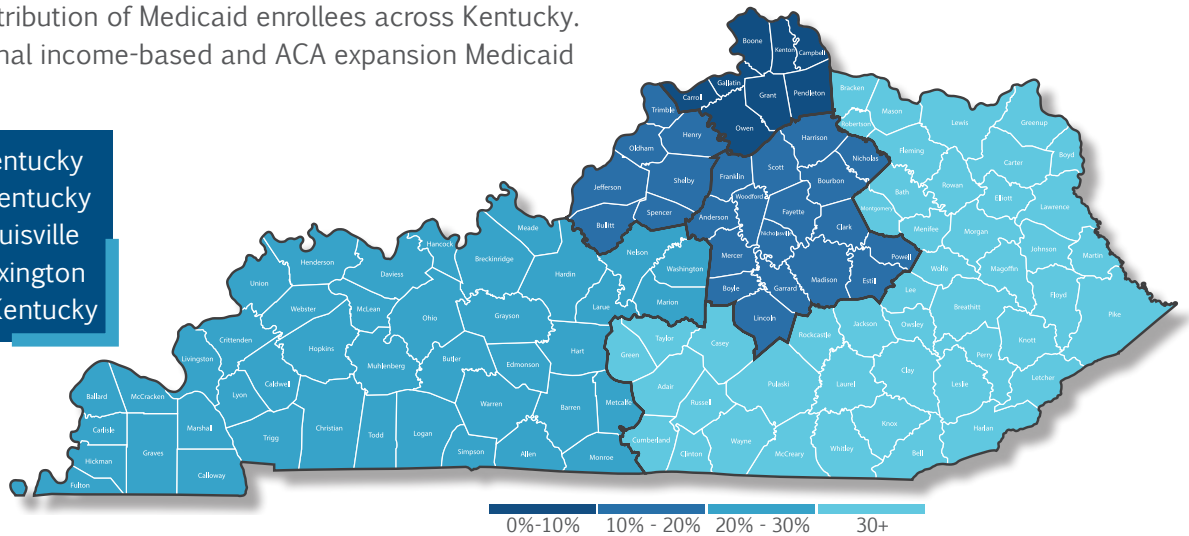 tribution of Medicaid enrollees across Kentucky.
nal income-based and ACA expansion Medicaid
entucky
entucky
uisville
xington
Kentucky
Boone
Kenton
Campbell
Gallatin
Carroll
Grant
Pendleton
Owen
Bracken
Mason
Robertson
Lewis
Greenup
Trimble
Henry
Oldham
Harrison
Fleming
Carter
Boyd
Nicholas
Jefferson
Shelby
Franklin
Scott
Bourbon
Rowan
Bath
Elliott
Woodford
Lawrence
Spencer
Anderson
Fayette
Montgomery
Bullitt
Clark
Menifee
Morgan
Nicholasville
Meade
Hancock
Breckinridge
Nelson
Mercer
Powell
Johnson
Martin
Henderson
Daviess
Hardin
Washington
Madison
Estill
Wolfe
Magoffin
Union
Boyle
Garrard
Lee
Floyd
Webster
McLean
Ohio
Grayson
Larue
Marion
Lincoln
Breathitt
Pike
Rockcastle
Jackson
Owsley
Crittenden
Hopkins
Muhlenberg
Butler
Edmonson
Hart
Green
Taylor
Casey
Perry
Knott
Livingston
Caldwell
Adair
Pulaski
Laurel
Clay
Leslie
Letcher
Ballard
McCracken
Lyon
Warren
Barren
Metcalfe
Russell
Carlisle
Marshall
Christian
Todd
Logan
Knox
Harlan
Trigg
Cumberland
Wayne
Graves
Simpson
Allen
Monroe
Clinton
McCreary
Whitley
Bell
Hickman
Calloway
Fulton
0%-10% 10% - 20% 20% - 30% 30+